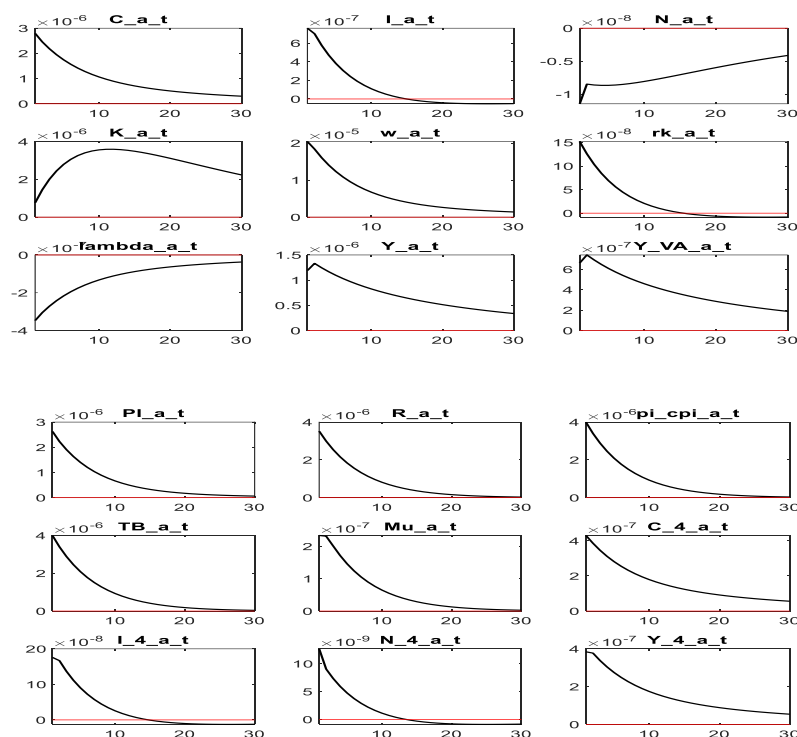 ×10⁻⁶ C_a_t
3
2
1
0
10 20 30
×10⁻⁷ I_a_t
6
4
2
0
10 20 30
×10⁻⁸ N_a_t
0
-0.5
-1
10 20 30
×10⁻⁶ K_a_t
4
2
0
10 20 30
×10⁻⁵ w_a_t
2
1
0
10 20 30
×10⁻⁸ rk_a_t
15
10
5
0
10 20 30
×10⁻ lambda_a_t
0
-2
-4
10 20 30
×10⁻⁶ Y_a_t
1.5
1
0.5
0
10 20 30
×10⁻⁷ Y_VA_a_t
6
4
2
0
10 20 30
×10⁻⁶ PI_a_t
3
2
1
0
10 20 30
×10⁻⁶ R_a_t
4
2
0
10 20 30
×10⁻⁶ pi_cpi_a_t
4
2
0
10 20 30
×10⁻⁶ TB_a_t
4
2
0
10 20 30
×10⁻⁷ Mu_a_t
2
1
0
10 20 30
×10⁻⁷ C_4_a_t
4
2
0
10 20 30
×10⁻⁸ I_4_a_t
20
10
0
10 20 30
×10⁻⁹ N_4_a_t
10
5
0
10 20 30
×10⁻⁷ Y_4_a_t
4
2
0
10 20 30